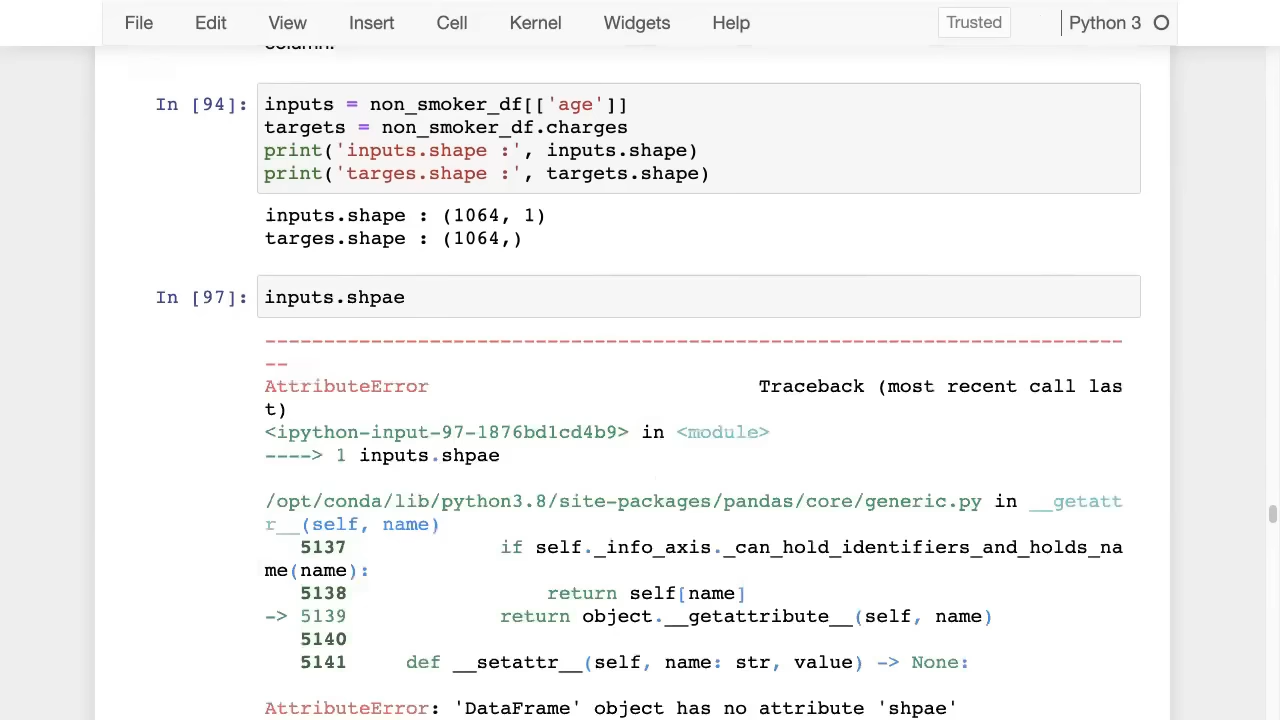 File Edit View Insert Cell Kernel Widgets Help Trusted Python 3
column.
In [94]: inputs = non_smoker_df[['age']]
targets = non_smoker_df.charges
print('inputs.shape :', inputs.shape)
print('targes.shape :', targets.shape)
inputs.shape : (1064, 1)
targes.shape : (1064,)
In [97]: inputs.shpae
---------------------------------------------------------------------------
--
AttributeError                            Traceback (most recent call las
t)
<ipython-input-97-1876bd1cd4b9> in <module>
----> 1 inputs.shpae
/opt/conda/lib/python3.8/site-packages/pandas/core/generic.py in __getatt
r__(self, name)
   5137             if self._info_axis._can_hold_identifiers_and_holds_na
me(name):
   5138                 return self[name]
-> 5139             return object.__getattribute__(self, name)
   5140
   5141     def __setattr__(self, name: str, value) -> None:
AttributeError: 'DataFrame' object has no attribute 'shpae'